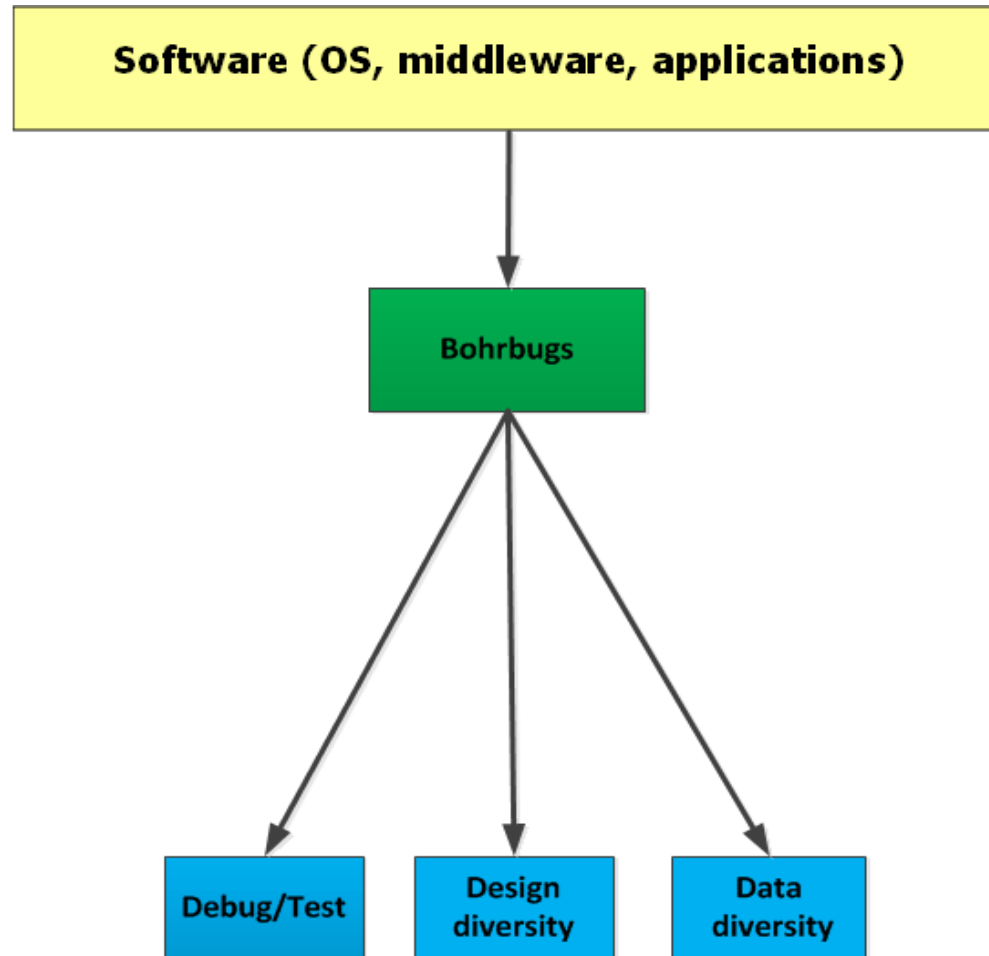 Software (OS, middleware, applications)
Bohrbugs
Debug/Test
Design
diversity
Data
diversity